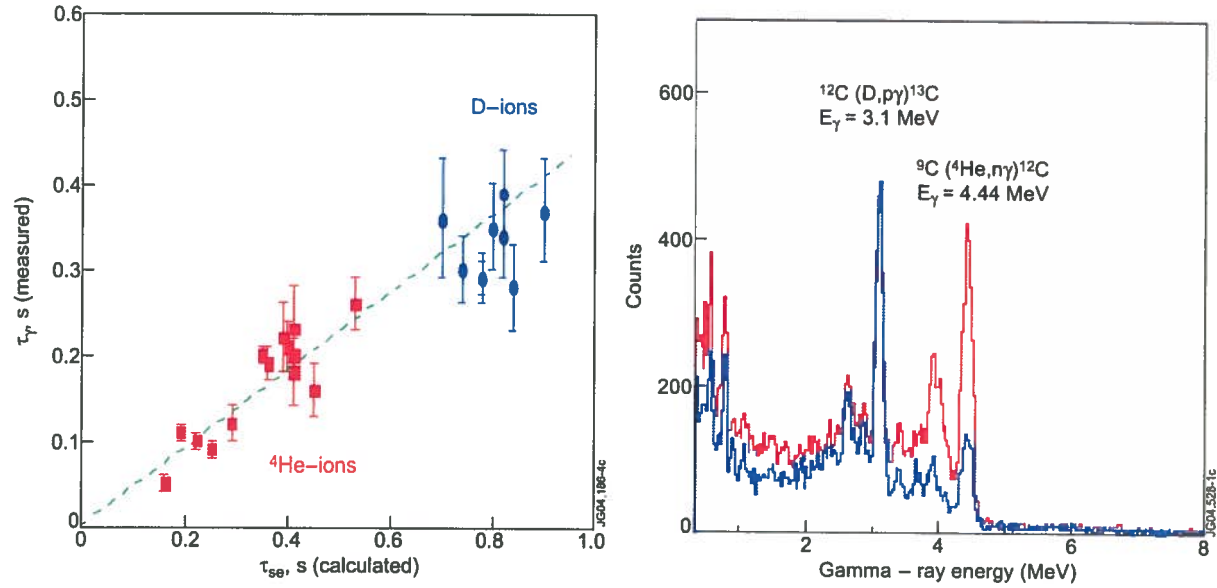 0.6
0.5
0.4
0.3
0.2
0.1
0
0
0.2
0.4
0.6
0.8
1.0
τγ, s (measured)
τse, s (calculated)
D–ions
⁴He–ions
JG04.186-4c
600
400
200
0
2
4
6
8
Counts
Gamma – ray energy (MeV)
¹²C (D,pγ)¹³C
Eγ = 3.1 MeV
⁹C (⁴He,nγ)¹²C
Eγ = 4.44 MeV
JG04.528-1c